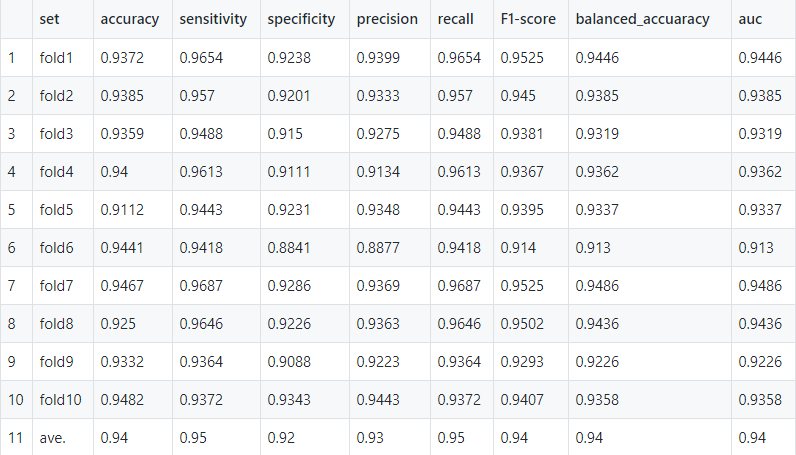 set accuracy sensitivity specificity precision recall F1-score balanced_accuaracy auc
1 fold1 0.9372 0.9654 0.9238 0.9399 0.9654 0.9525 0.9446 0.9446
2 fold2 0.9385 0.957 0.9201 0.9333 0.957 0.945 0.9385 0.9385
3 fold3 0.9359 0.9488 0.915 0.9275 0.9488 0.9381 0.9319 0.9319
4 fold4 0.94 0.9613 0.9111 0.9134 0.9613 0.9367 0.9362 0.9362
5 fold5 0.9112 0.9443 0.9231 0.9348 0.9443 0.9395 0.9337 0.9337
6 fold6 0.9441 0.9418 0.8841 0.8877 0.9418 0.914 0.913 0.913
7 fold7 0.9467 0.9687 0.9286 0.9369 0.9687 0.9525 0.9486 0.9486
8 fold8 0.925 0.9646 0.9226 0.9363 0.9646 0.9502 0.9436 0.9436
9 fold9 0.9332 0.9364 0.9088 0.9223 0.9364 0.9293 0.9226 0.9226
10 fold10 0.9482 0.9372 0.9343 0.9443 0.9372 0.9407 0.9358 0.9358
11 ave. 0.94 0.95 0.92 0.93 0.95 0.94 0.94 0.94